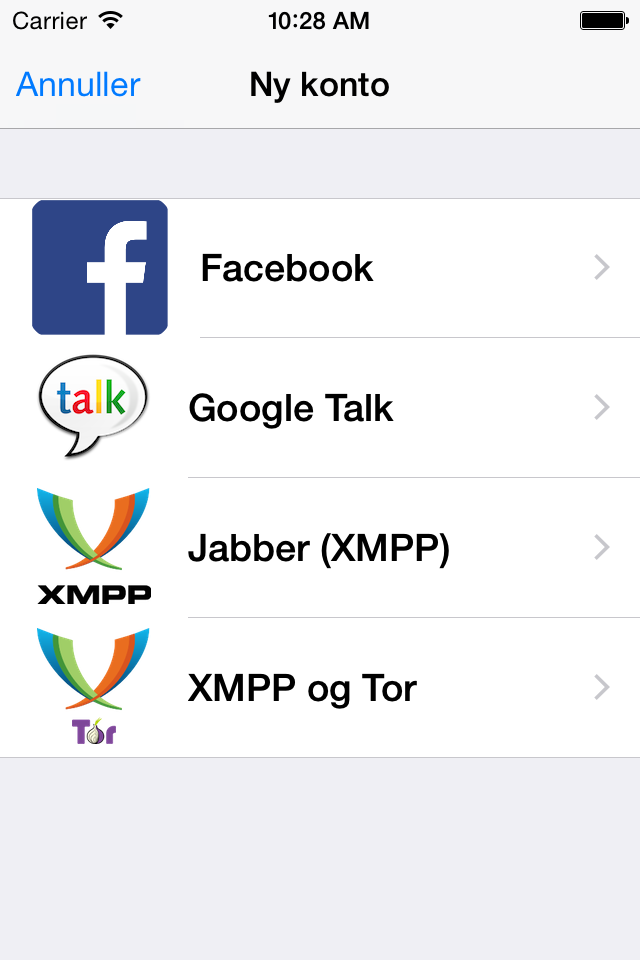 Carrier 10:28 AM
Annuller Ny konto
f
Facebook
talk
Google Talk
XMPP
Jabber (XMPP)
Tor
XMPP og Tor